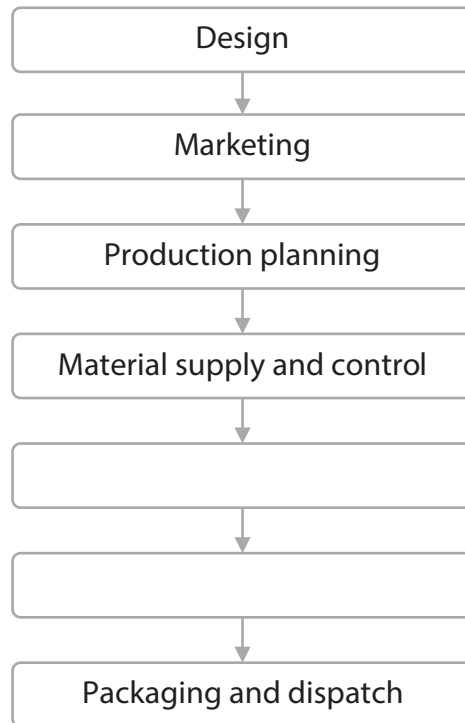 Design
Marketing
Production planning
Material supply and control
Packaging and dispatch